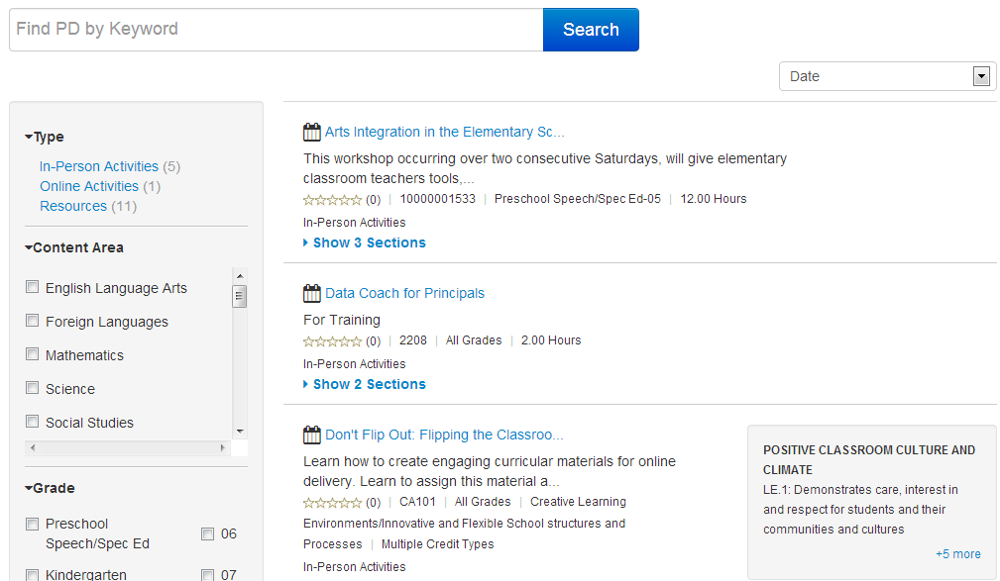 Find PD by Keyword
Search
Date
Type
In-Person Activities (5)
Online Activities (1)
Resources (11)
Content Area
English Language Arts
Foreign Languages
Mathematics
Science
Social Studies
Grade
Preschool
Speech/Spec Ed
06
Kindergarten
07
Arts Integration in the Elementary Sc...
This workshop occurring over two consecutive Saturdays, will give elementary
classroom teachers tools,...
(0) | 10000001533 | Preschool Speech/Spec Ed-05 | 12.00 Hours
In-Person Activities
Show 3 Sections
Data Coach for Principals
For Training
(0) | 2208 | All Grades | 2.00 Hours
In-Person Activities
Show 2 Sections
Don't Flip Out: Flipping the Classroo...
Learn how to create engaging curricular materials for online
delivery. Learn to assign this material a...
(0) | CA101 | All Grades | Creative Learning
Environments/Innovative and Flexible School structures and
Processes | Multiple Credit Types
In-Person Activities
POSITIVE CLASSROOM CULTURE AND
CLIMATE
LE.1: Demonstrates care, interest in
and respect for students and their
communities and cultures
+5 more